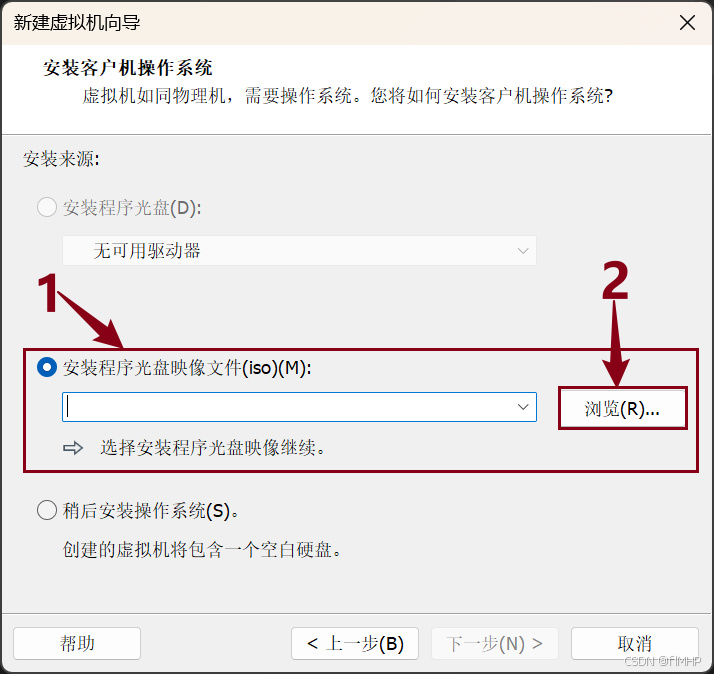 新建虚拟机向导
安装客户机操作系统
虚拟机如同物理机，需要操作系统。您将如何安装客户机操作系统?
安装来源:
安装程序光盘(D):
无可用驱动器
1
2
安装程序光盘映像文件(iso)(M):
浏览(R)...
选择安装程序光盘映像继续。
稍后安装操作系统(S)。
创建的虚拟机将包含一个空白硬盘。
帮助
< 上一步(B)
下一步(N) >
取消
CSDN @flMHP